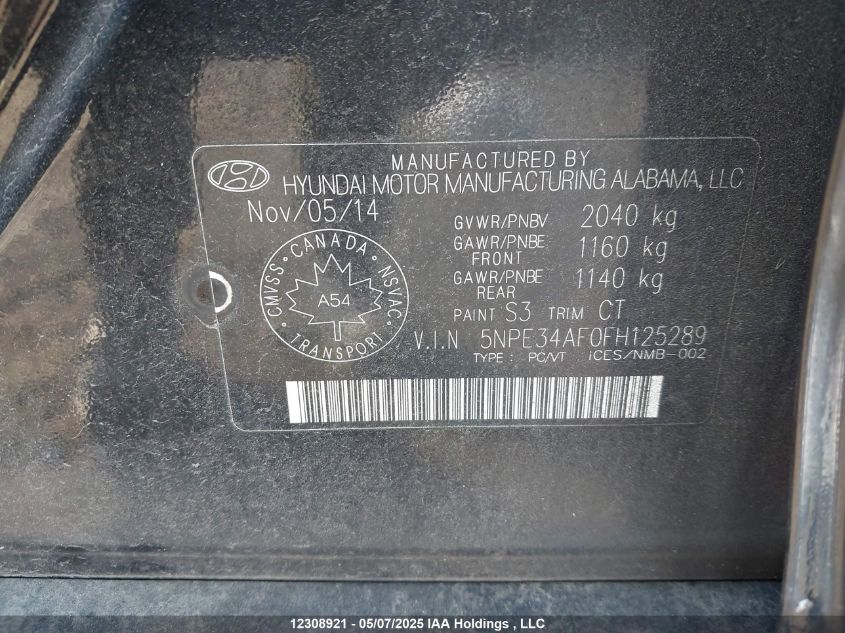 MANUFACTURED BY
HYUNDAI MOTOR MANUFACTURING ALABAMA, LLC
Nov/05/14
GVWR/PNBV 2040 kg
GAWR/PNBE FRONT 1160 kg
GAWR/PNBE REAR 1140 kg
PAINT S3 TRIM CT
CMVSS · CANADA · NSVAC · TRANSPORT
A54
V.I.N 5NPE34AF0FH125289
TYPE : PC/VT ICES/NMB-002
12308921 - 05/07/2025 IAA Holdings , LLC